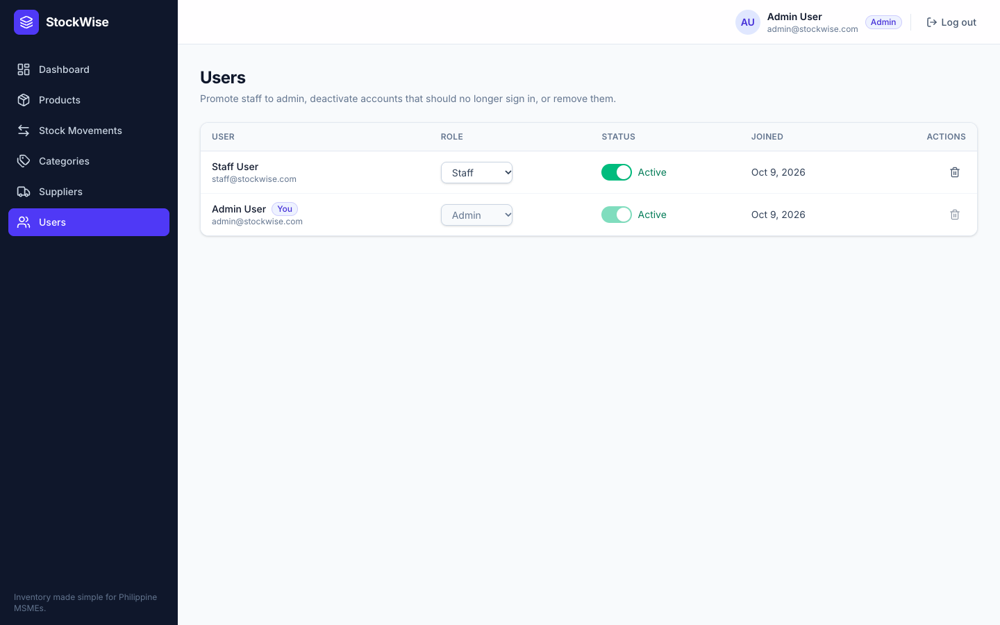 StockWise
AU
Admin User
admin@stockwise.com
Admin
Log out
Dashboard
Products
Stock Movements
Categories
Suppliers
Users
Inventory made simple for Philippine
MSMEs.
Users
Promote staff to admin, deactivate accounts that should no longer sign in, or remove them.
USER ROLE STATUS JOINED ACTIONS
Staff User
staff@stockwise.com
Staff
Active
Oct 9, 2026
Admin User You
admin@stockwise.com
Admin
Active
Oct 9, 2026